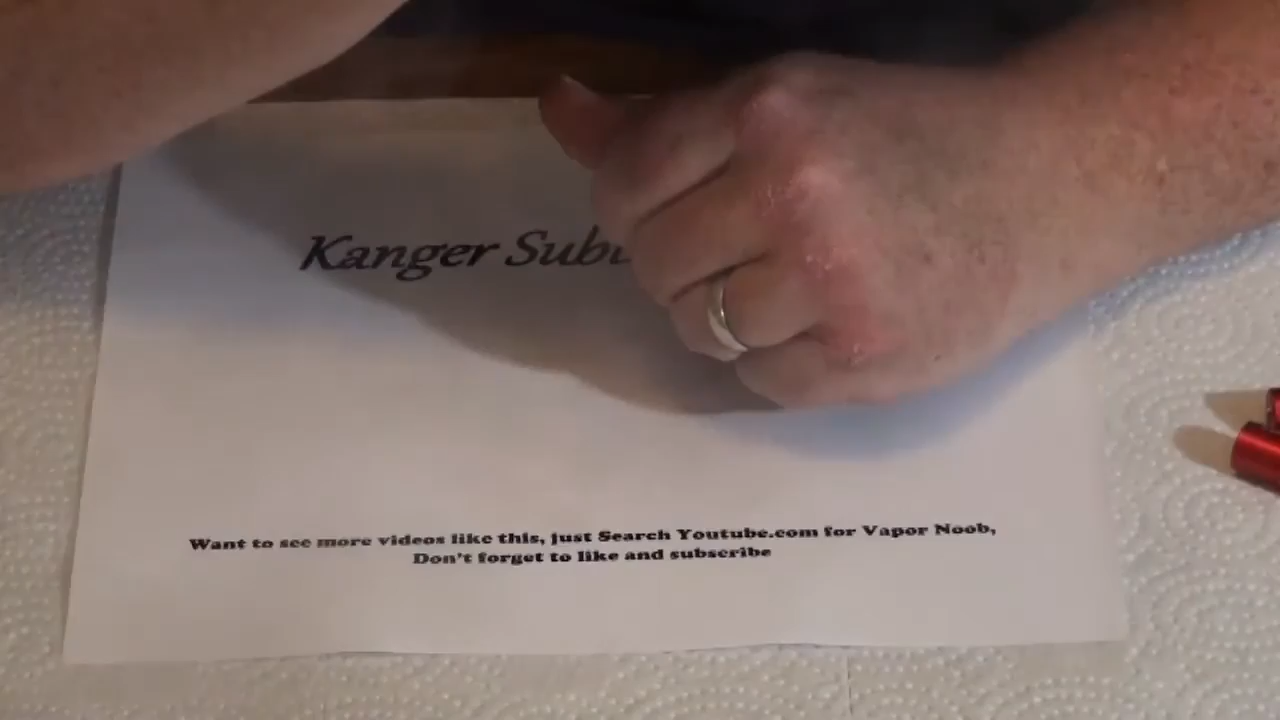 Kanger
Want to see more videos like this, just Search Youtube.com for Vapor Noob,
Don't forget to like and subscribe